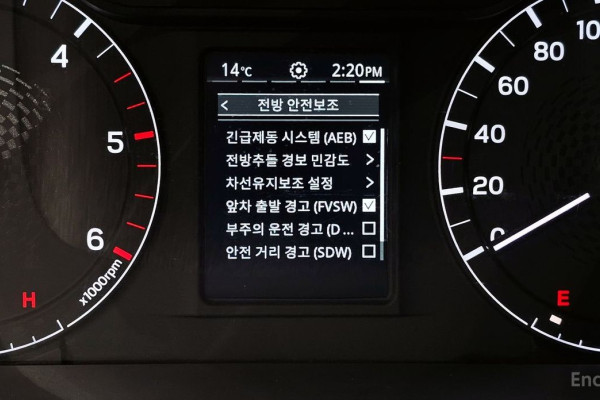 14°C 2:20PM
< 전방 안전보조
긴급제동 시스템 (AEB)
전방추돌 경보 민감도 >
차선유지보조 설정 >
앞차 출발 경고 (FVSW)
부주의 운전 경고 (D ...
안전 거리 경고 (SDW)
4
5
6
x1000rpm
H
10
80
60
40
20
0
E
Enc